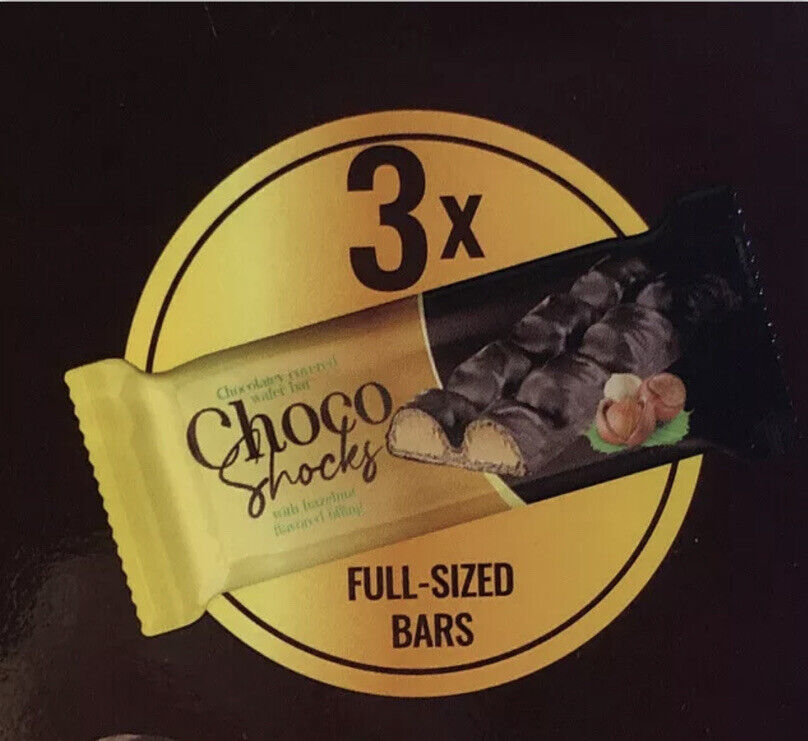 3x
Chocolatey covered
wafer bar
Choco
Shocks
with hazelnut
flavored filling
FULL-SIZED
BARS